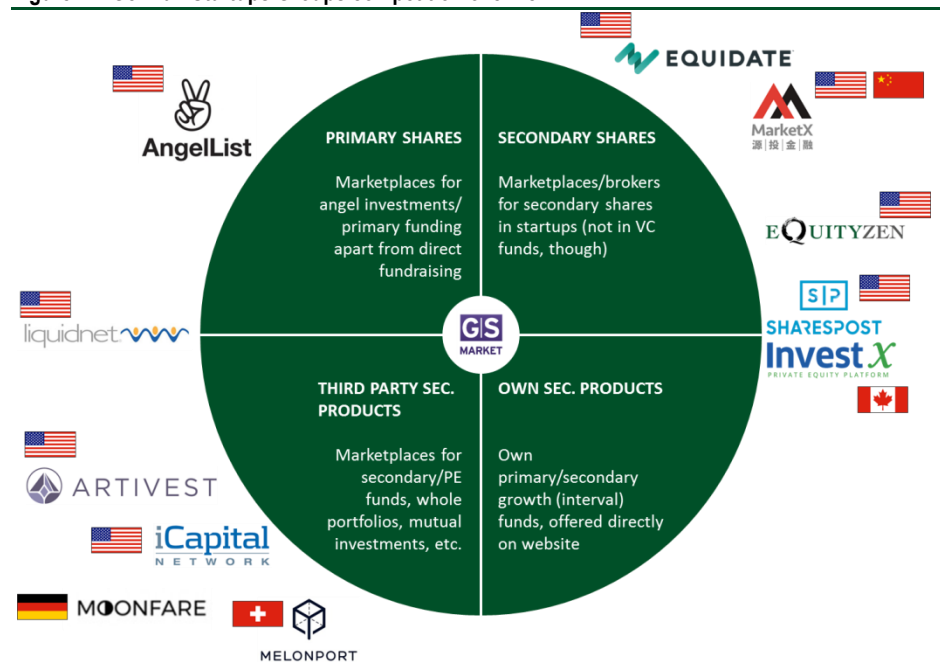 Startups Groups
EQUIDATE
AngelList
MarketX
源|投|金|融
PRIMARY SHARES
Marketplaces for
angel investments/
primary funding
apart from direct
fundraising
SECONDARY SHARES
Marketplaces/brokers
for secondary shares
in startups (not in VC
funds, though)
EQUITYZEN
liquidnet
GS
MARKET
S|P
SHARESPOST
InvestX
PRIVATE EQUITY PLATFORM
THIRD PARTY SEC.
PRODUCTS
Marketplaces for
secondary/PE
funds, whole
portfolios, mutual
investments, etc.
OWN SEC. PRODUCTS
Own
primary/secondary
growth (interval)
funds, offered directly
on website
ARTIVEST
iCapital
NETWORK
MOONFARE
MELONPORT